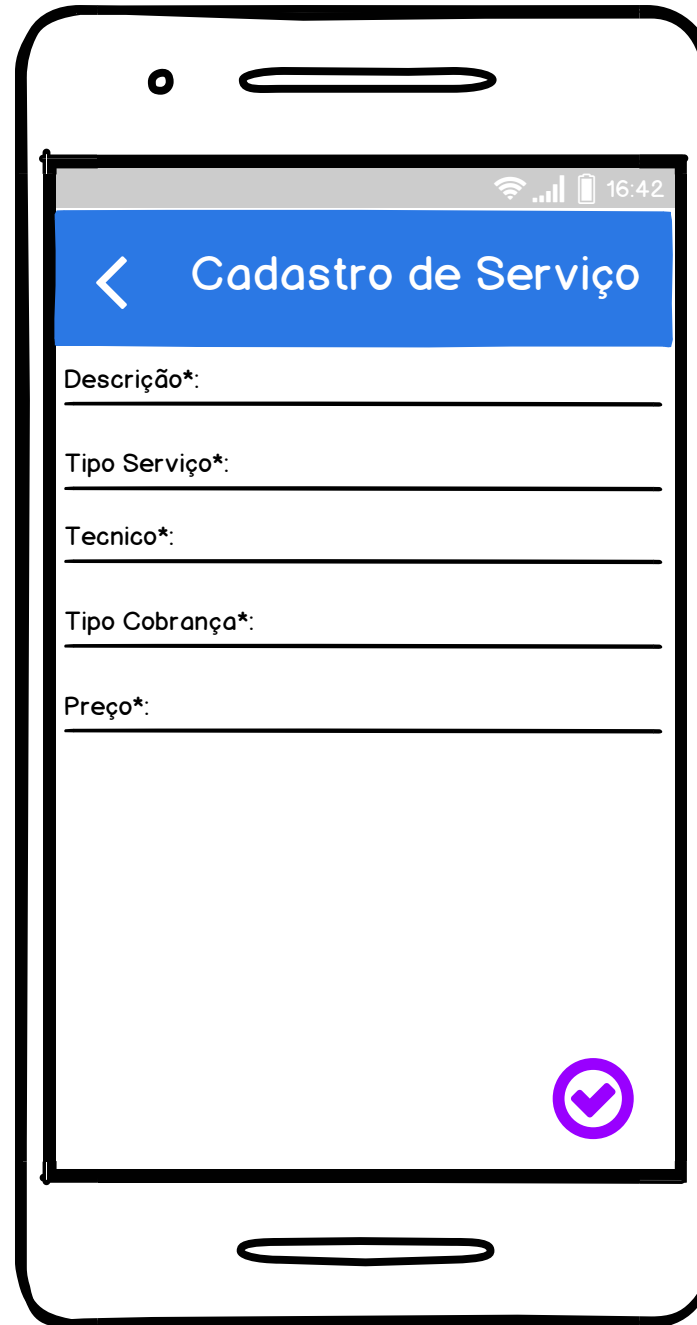 16:42
Cadastro de Serviço
Descrição*:
Tipo Serviço*:
Tecnico*:
Tipo Cobrança*:
Preço*: